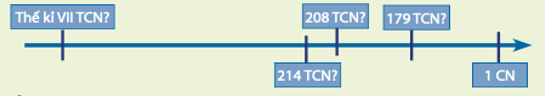 Thế kỉ VII TCN?
208 TCN?
179 TCN?
214 TCN?
1 CN